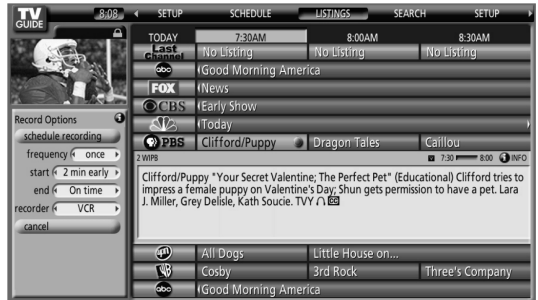 TV
GUIDE
8:08
SETUP SCHEDULE LISTINGS SEARCH SETUP
TODAY 7:30AM 8:00AM 8:30AM
Last
Channel No Listing No Listing No Listing
abc Good Morning America
FOX News
CBS Early Show
Today
PBS Clifford/Puppy Dragon Tales Caillou
2 WIPB 7:30 8:00 INFO
Clifford/Puppy "Your Secret Valentine; The Perfect Pet" (Educational) Clifford tries to
impress a female puppy on Valentine's Day; Shun gets permission to have a pet. Lara
J. Miller, Grey Delisle, Kath Soucie. TVY CC
Record Options
schedule recording
frequency once
start 2 min early
end On time
recorder VCR
cancel
All Dogs Little House on...
WB Cosby 3rd Rock Three's Company
abc Good Morning America